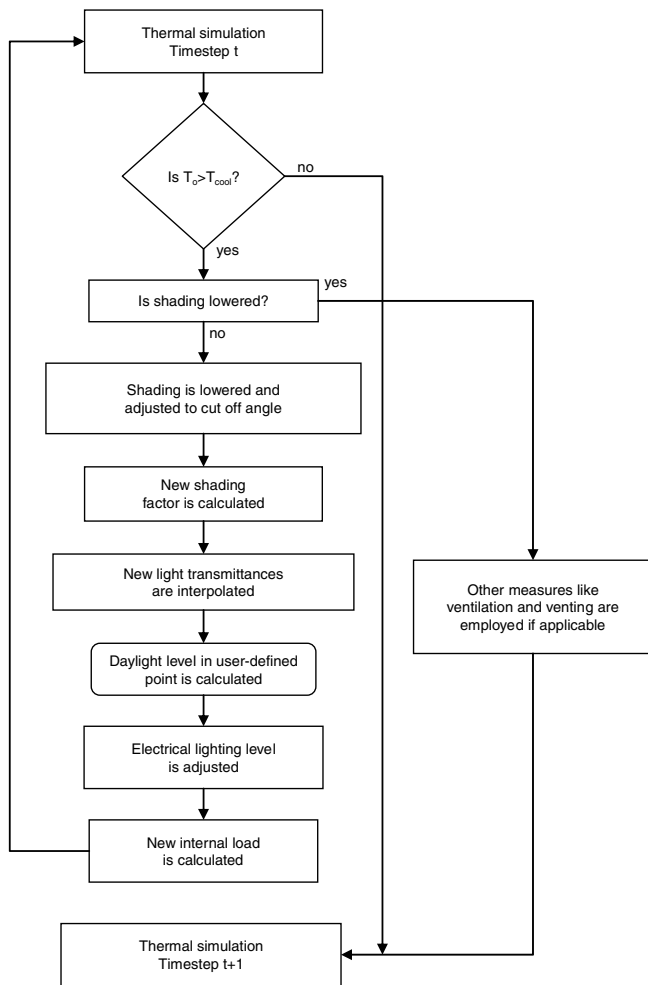 Thermal simulation
Timestep t
Is To>Tcool?
no
yes
Is shading lowered?
yes
no
Shading is lowered and
adjusted to cut off angle
New shading
factor is calculated
New light transmittances
are interpolated
Other measures like
ventilation and venting are
employed if applicable
Daylight level in user-defined
point is calculated
Electrical lighting level
is adjusted
New internal load
is calculated
Thermal simulation
Timestep t+1